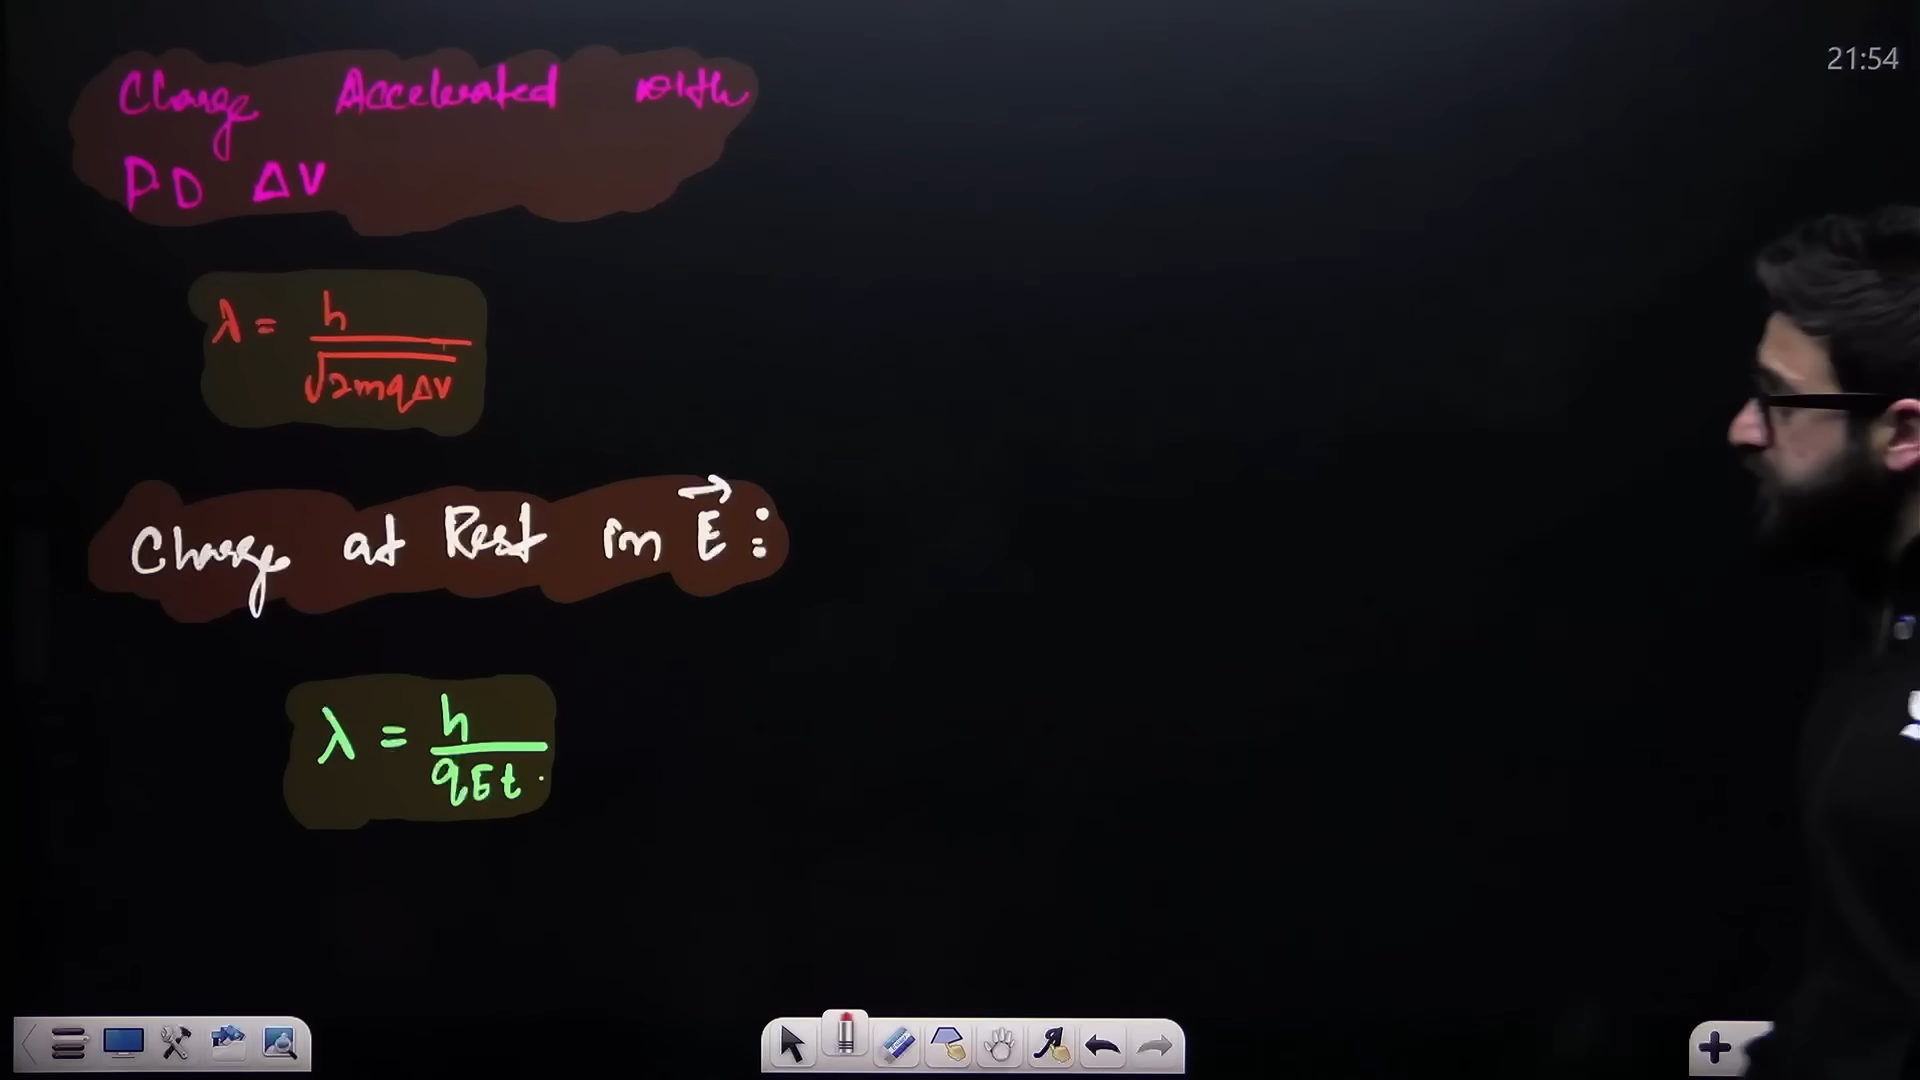 21:54
Charge Accelerated with
PD ΔV
λ = h / √2mqΔV
Charge at Rest in E⃗ :
λ = h / qEt.